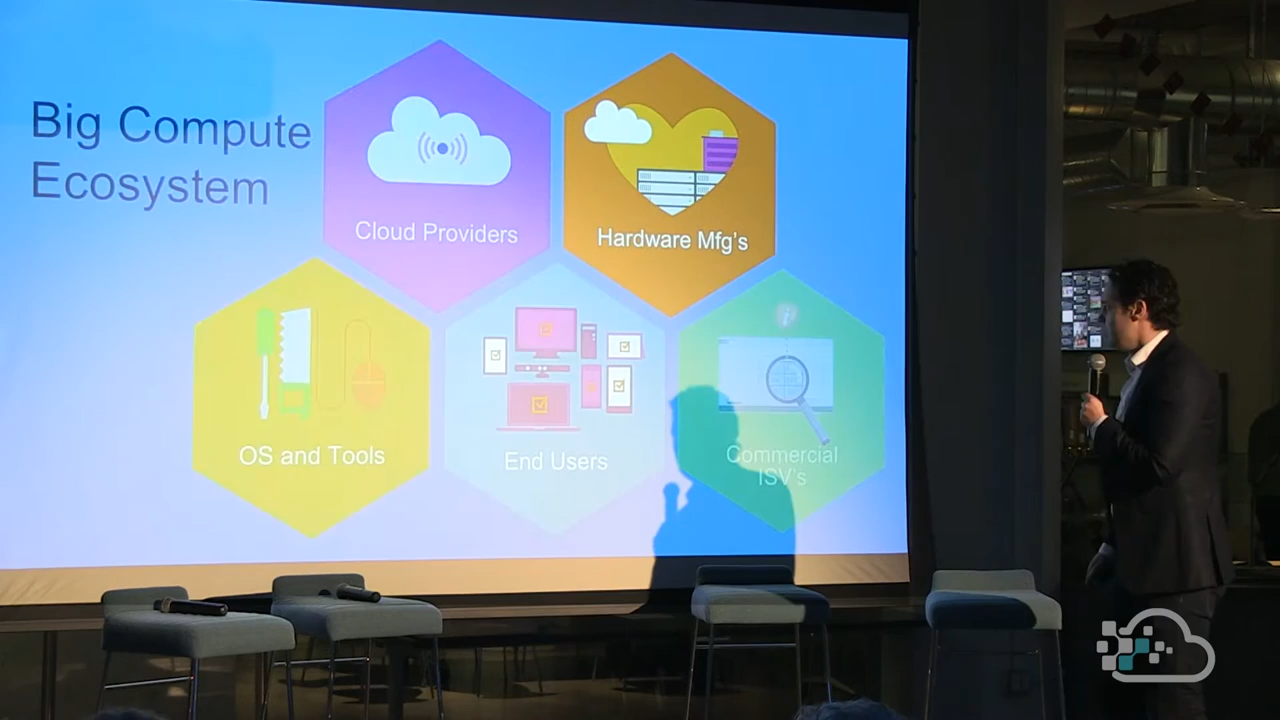 Big Compute
Ecosystem
Cloud Providers
Hardware Mfg's
OS and Tools
End Users
Commercial
ISV's